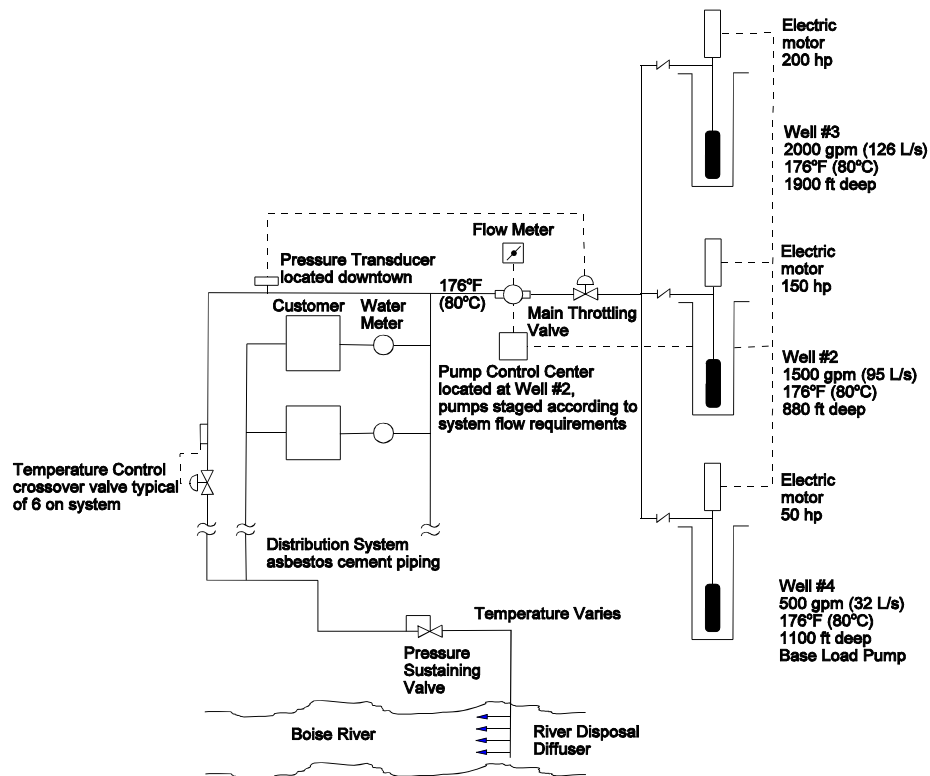 Electric
motor
200 hp
Well #3
2000 gpm (126 L/s)
176ºF (80ºC)
1900 ft deep
Flow Meter
Pressure Transducer
located downtown
176ºF
(80ºC)
Main Throttling
Valve
Electric
motor
150 hp
Customer
Water
Meter
Pump Control Center
located at Well #2,
pumps staged according to
system flow requirements
Well #2
1500 gpm (95 L/s)
176ºF (80ºC)
880 ft deep
Temperature Control
crossover valve typical
of 6 on system
Electric
motor
50 hp
Distribution System
asbestos cement piping
Well #4
500 gpm (32 L/s)
176ºF (80ºC)
1100 ft deep
Base Load Pump
Temperature Varies
Pressure
Sustaining
Valve
Boise River
River Disposal
Diffuser